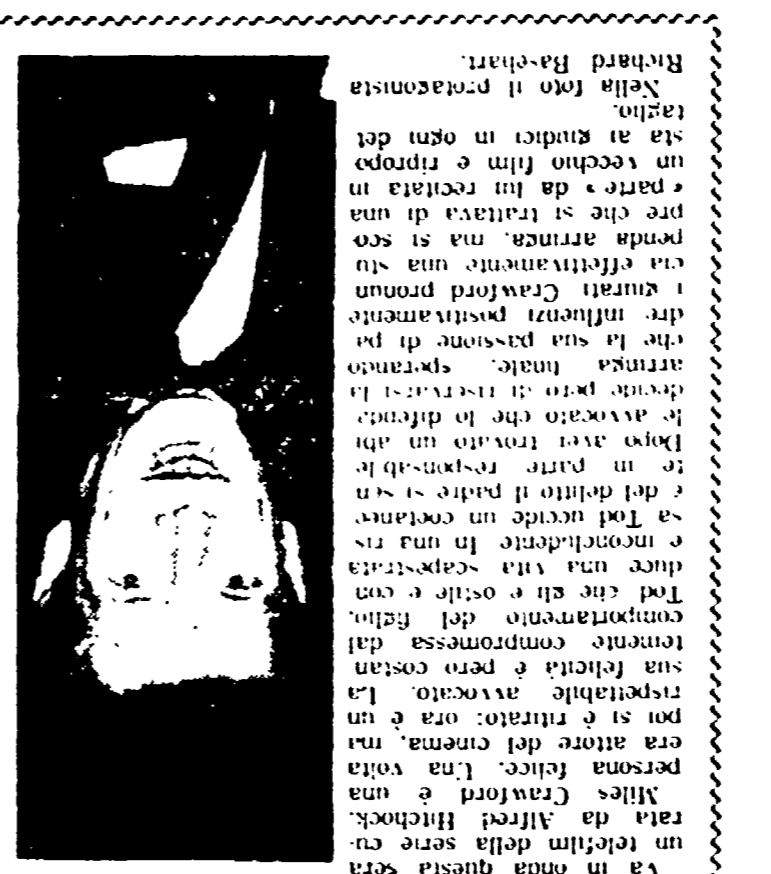 Va in onda questa sera
un telefilm della serie cu-
rata da Alfred Hitchock.
Miles Crawford è una
persona felice. Una volta
era attore del cinema, ma
poi si è ritirato: ora è un
rispettabile avvocato. La
sua felicità è però costan
temente compromessa dal
comportamento del figlio,
Tod che gli è ostile e con
duce una vita scapestrata
e inconcludente In una ris
sa Tod uccide un coetaneo
e del delitto il padre si sen
te in parte responsabile
Dopo aver trovato un abi
le avvocato che lo difenda
decide però di riservarsi la
arringa finale, sperando
che la sua passione di pa
dre influenzi positivamente
i giurati Crawford pronun
cia effettivamente una stu
penda arringa, ma si sco
pre che si trattava di una
« parte » da lui recitata in
un vecchio film e ripropo
sta ai giudici in ogni det
taglio.
Nella foto il protagonista
Richard Basehart.